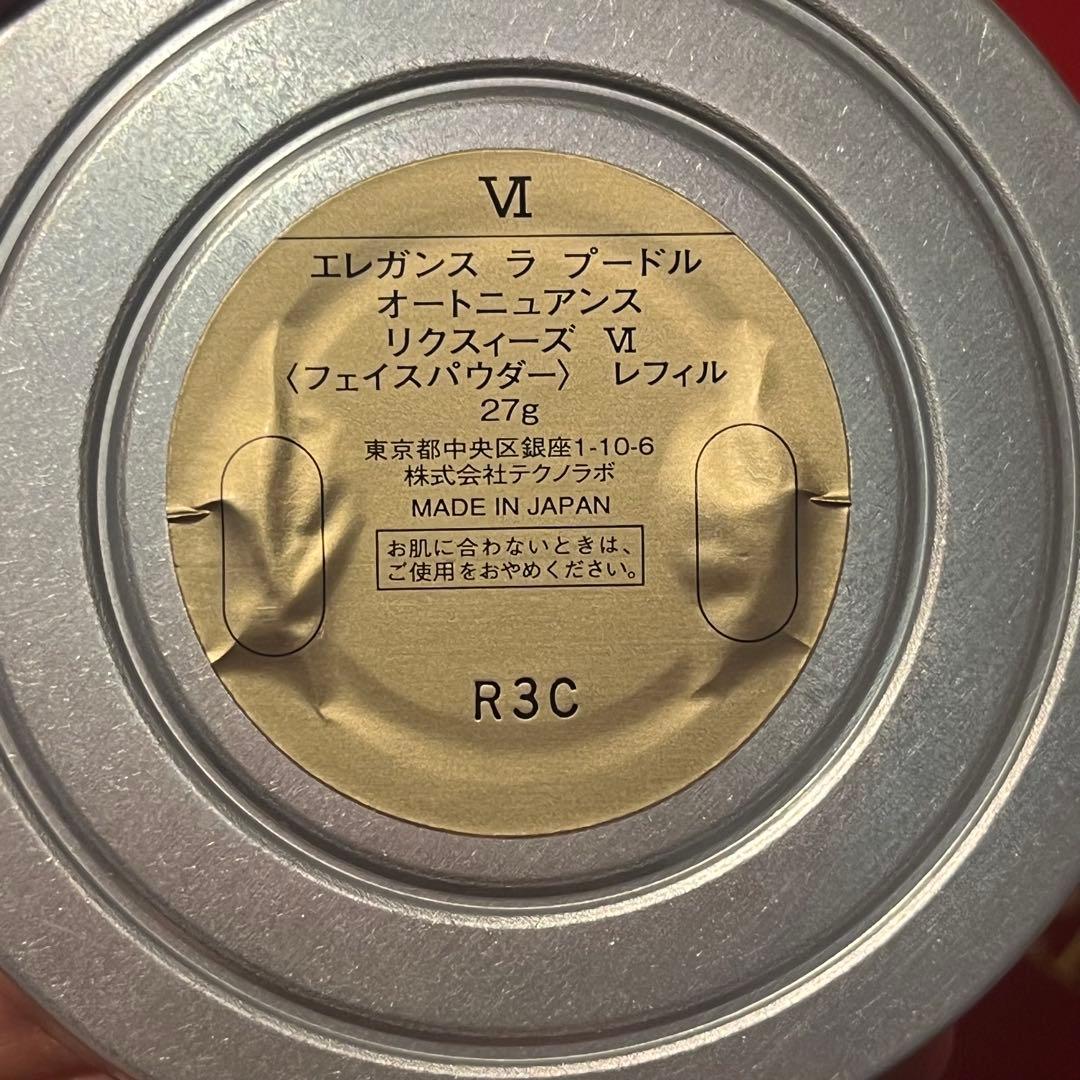 Ⅵ
エレガンス ラ プードル
オートニュアンス
リクスィーズ Ⅵ
〈フェイスパウダー〉 レフィル
27g
東京都中央区銀座1-10-6
株式会社テクノラボ
MADE IN JAPAN
お肌に合わないときは、
ご使用をおやめください。
R3C